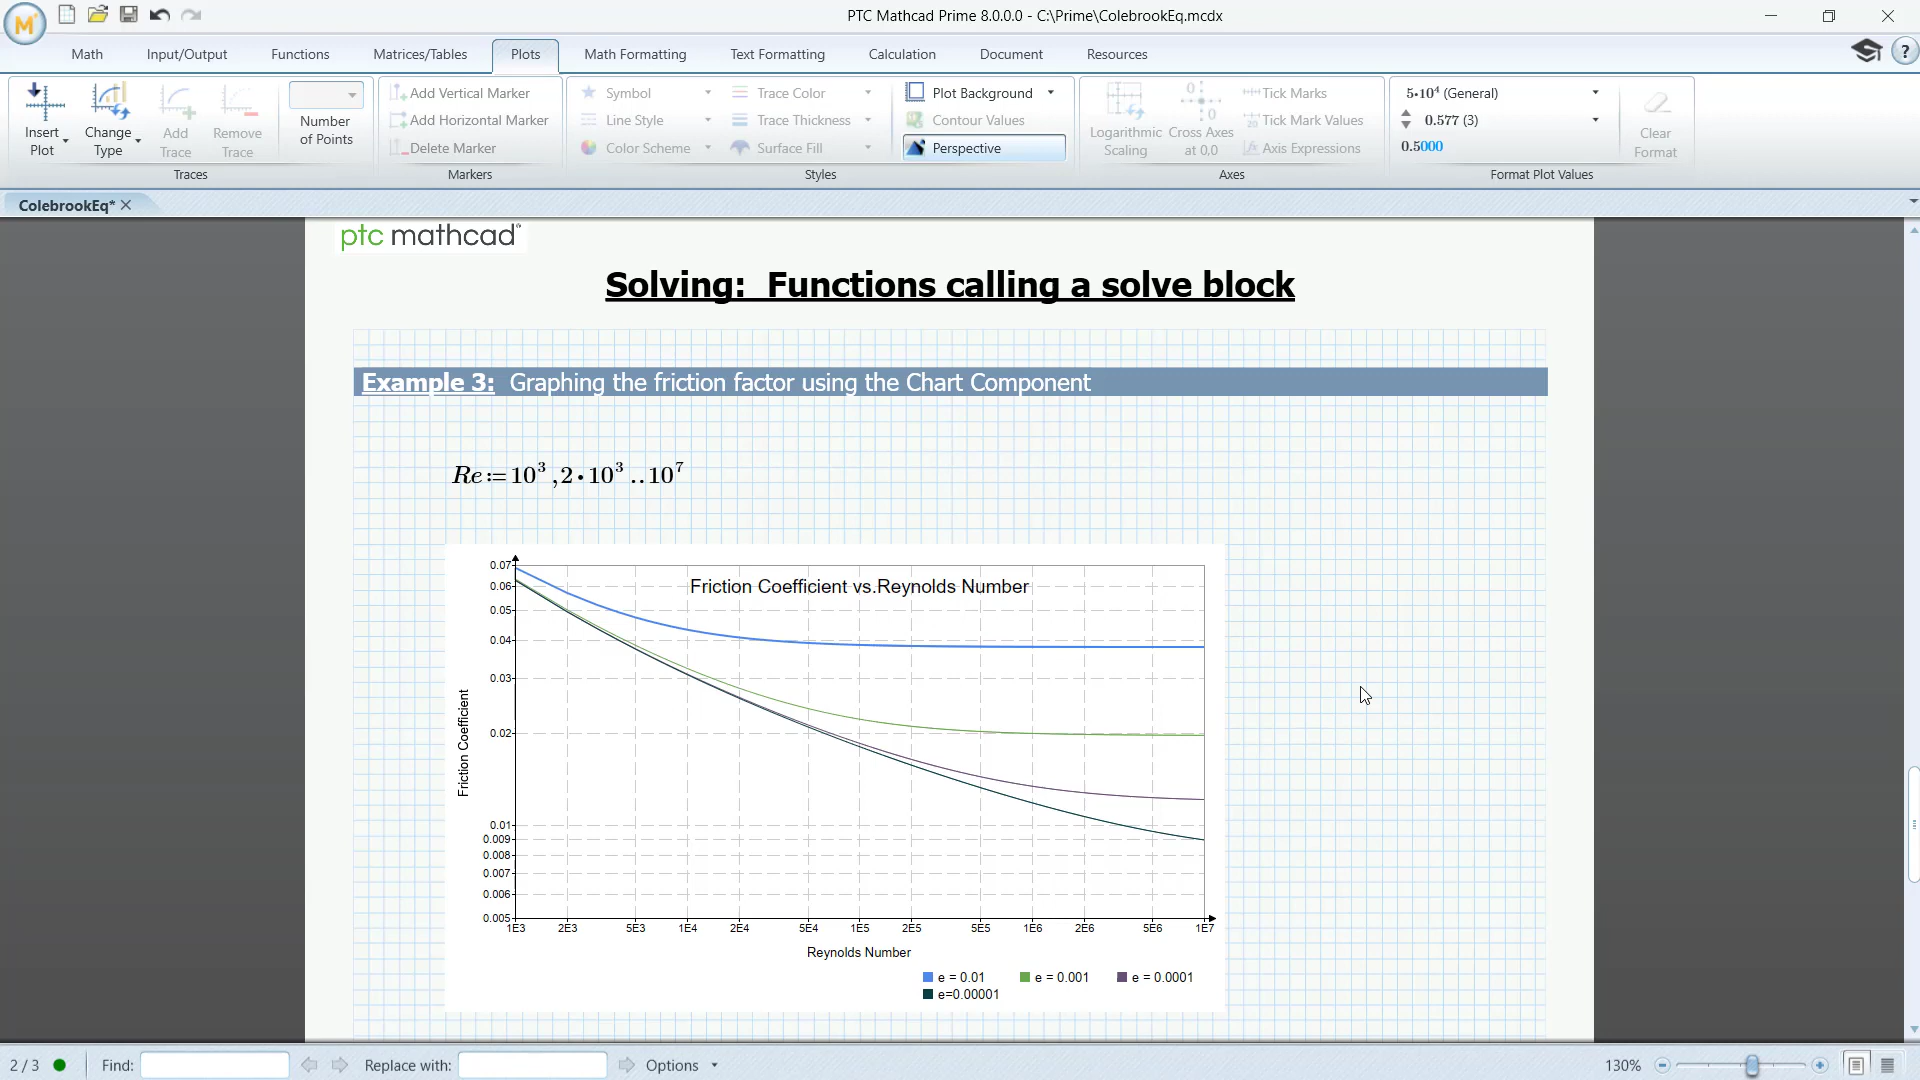 PTC Mathcad Prime 8.0.0.0 - C:\Prime\ColebrookEq.mcdx
Math Input/Output Functions Matrices/Tables Plots Math Formatting Text Formatting Calculation Document Resources
Insert Plot
Change Type
Add Trace
Remove Trace
Number of Points
Traces
Add Vertical Marker
Add Horizontal Marker
Delete Marker
Markers
Symbol
Line Style
Color Scheme
Trace Color
Trace Thickness
Surface Fill
Plot Background
Contour Values
Perspective
Styles
Logarithmic Scaling
Cross Axes at 0,0
Tick Marks
Tick Mark Values
Axis Expressions
Axes
5•10⁴ (General)
0.577 (3)
0.5000
Clear Format
Format Plot Values
ColebrookEq*
ptc mathcad®
Solving: Functions calling a solve block
Example 3: Graphing the friction factor using the Chart Component
Re:=10³,2•10³..10⁷
Friction Coefficient vs.Reynolds Number
0.07
0.06
0.05
0.04
0.03
0.02
0.01
0.009
0.008
0.007
0.006
0.005
Friction Coefficient
1E3 2E3 5E3 1E4 2E4 5E4 1E5 2E5 5E5 1E6 2E6 5E6 1E7
Reynolds Number
e = 0.01 e = 0.001 e = 0.0001
e=0.00001
2 / 3 Find: Replace with: Options 130%